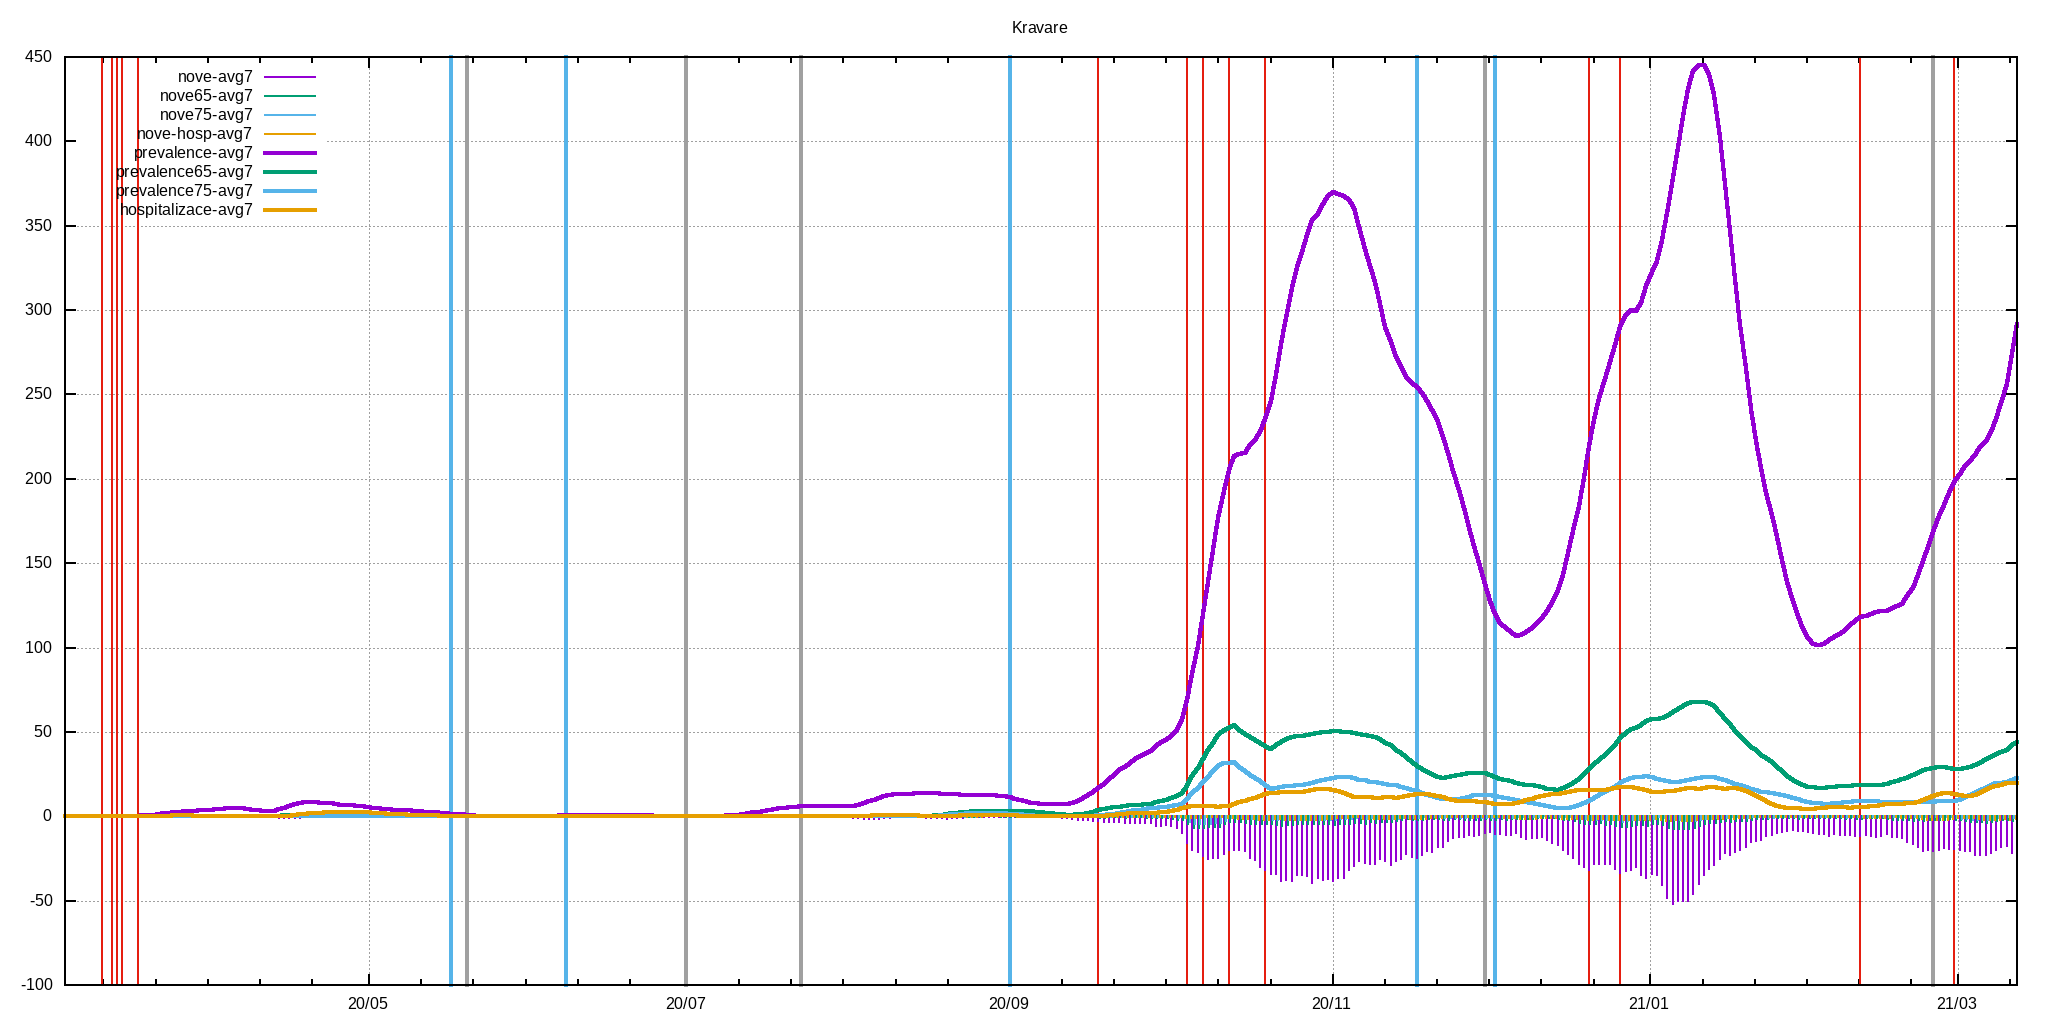 Kravare
450
400
350
300
250
200
150
100
50
0
-50
-100
nove-avg7
nove65-avg7
nove75-avg7
nove-hosp-avg7
prevalence-avg7
prevalence65-avg7
prevalence75-avg7
hospitalizace-avg7
20/05 20/07 20/09 20/11 21/01 21/03